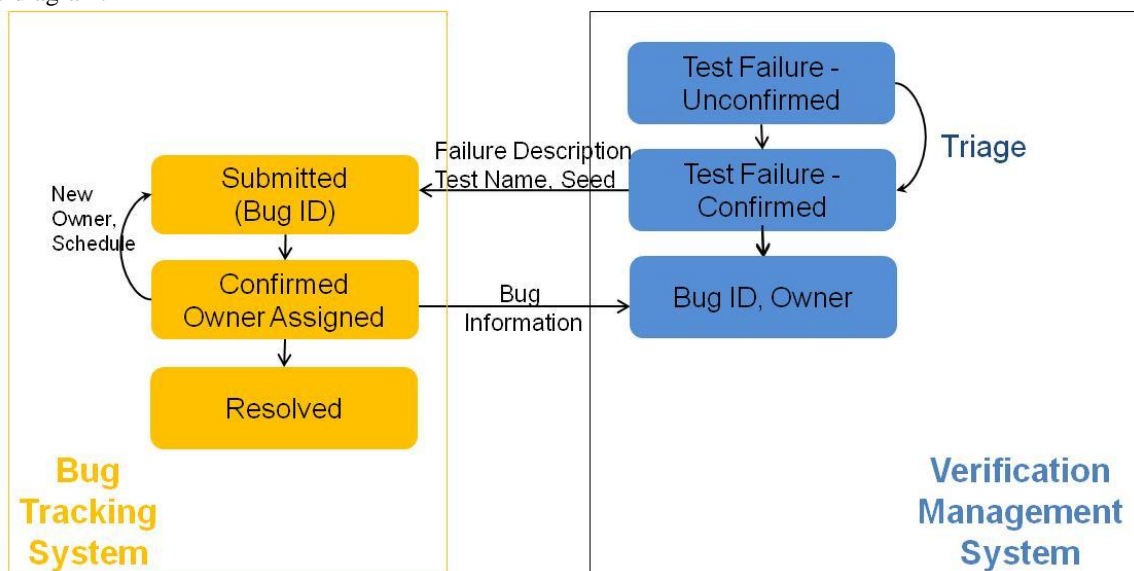 diagram.
Test Failure -
Unconfirmed
Triage
Failure Description
Test Name, Seed
Test Failure -
Confirmed
Submitted
(Bug ID)
New
Owner,
Schedule
Confirmed
Owner Assigned
Bug
Information
Bug ID, Owner
Resolved
Bug
Tracking
System
Verification
Management
System